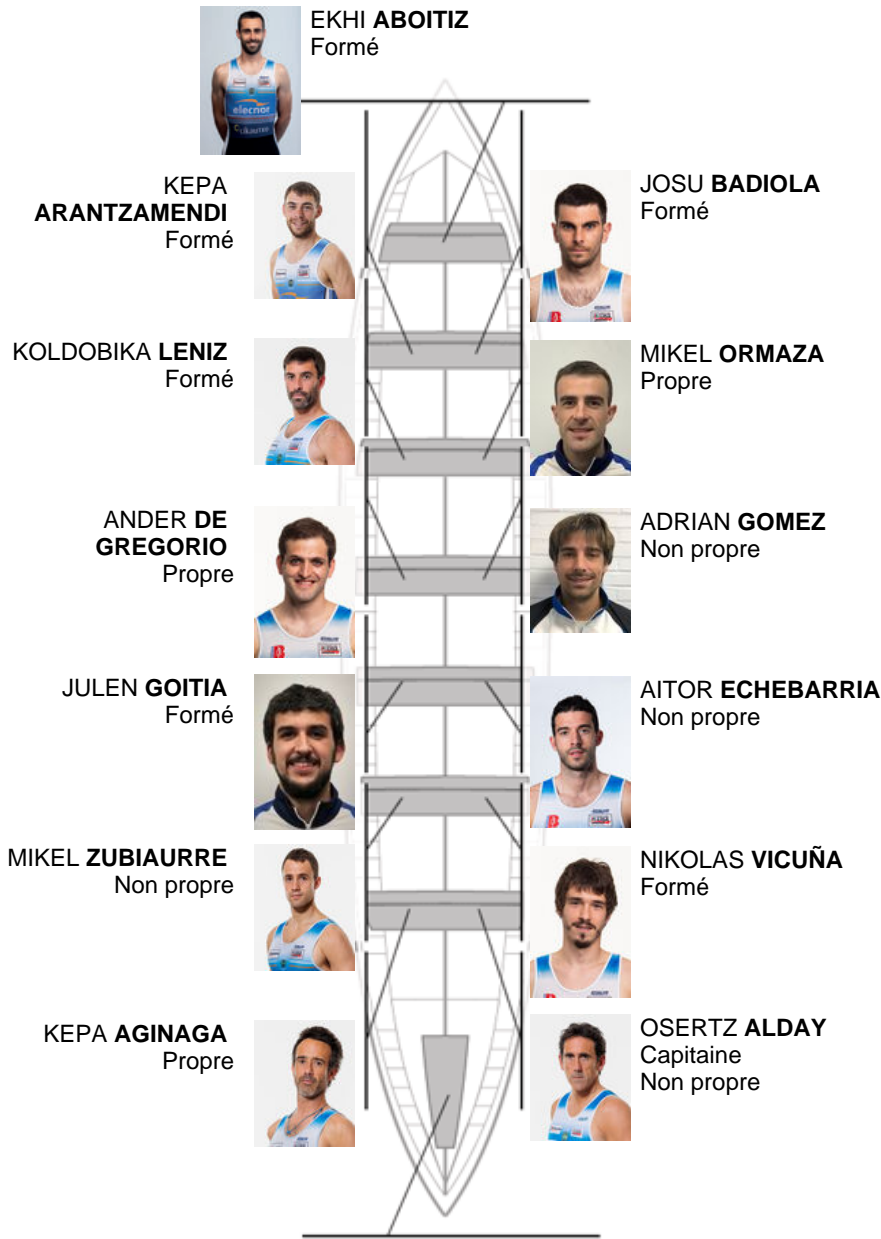 EKHI ABOITIZ
Formé
elecnor
KEPA
ARANTZAMENDI
Formé
JOSU BADIOLA
Formé
KOLDOBIKA LENIZ
Formé
MIKEL ORMAZA
Propre
ANDER DE
GREGORIO
Propre
ADRIAN GOMEZ
Non propre
JULEN GOITIA
Formé
AITOR ECHEBARRIA
Non propre
MIKEL ZUBIAURRE
Non propre
NIKOLAS VICUÑA
Formé
KEPA AGINAGA
Propre
OSERTZ ALDAY
Capitaine
Non propre